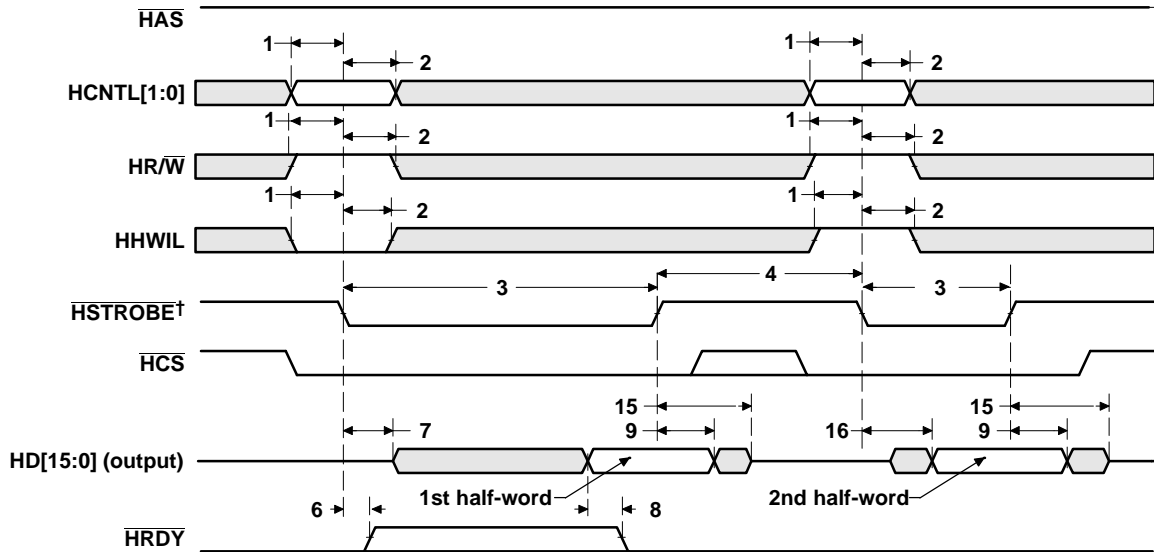 HAS
1
2
HCNTL[1:0]
1
1
2
2
1
2
HR/W
1
1
2
2
HHWIL
3
4
3
HSTROBE†
HCS
15
15
7
9
16
9
HD[15:0] (output)
1st half-word
2nd half-word
6
8
HRDY